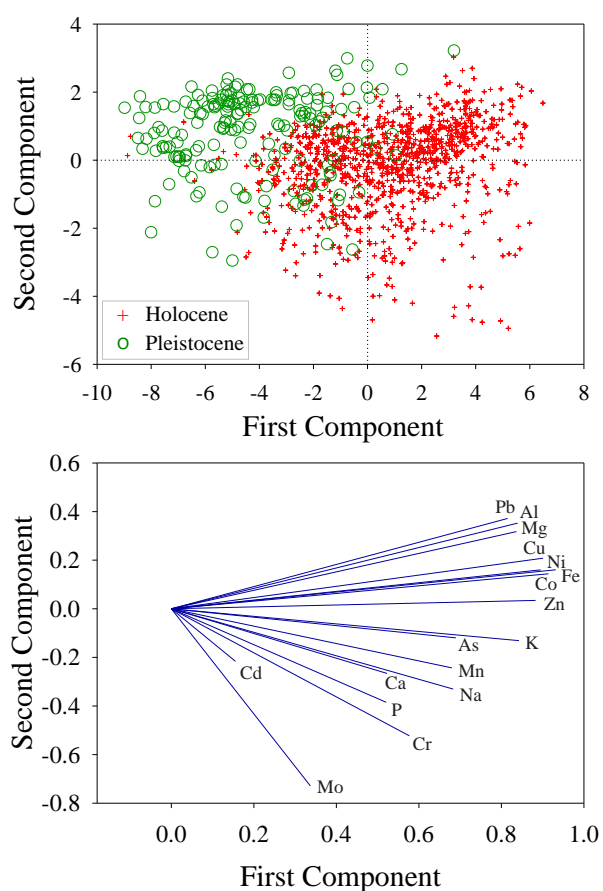 4
2
0
-2
-4
-6
Second Component
+ Holocene
o Pleistocene
-10 -8 -6 -4 -2 0 2 4 6 8
First Component
0.6
0.4
0.2
0.0
-0.2
-0.4
-0.6
-0.8
Second Component
Pb Al
Mg
Cu
Ni
Fe
Co
Zn
K
As
Mn
Cd
Ca
Na
P
Cr
Mo
0.0 0.2 0.4 0.6 0.8 1.0
First Component